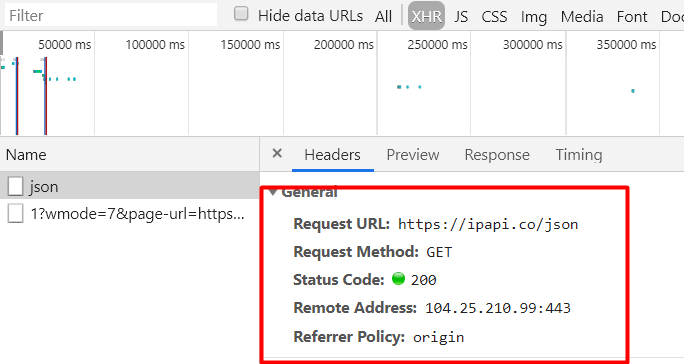 Filter Hide data URLs All XHR JS CSS Img Media Font Doc
50000 ms 100000 ms 150000 ms 200000 ms 250000 ms 300000 ms 350000 ms
Name × Headers Preview Response Timing
json
1?wmode=7&page-url=https...
▼ General
Request URL: https://ipapi.co/json
Request Method: GET
Status Code: 200
Remote Address: 104.25.210.99:443
Referrer Policy: origin